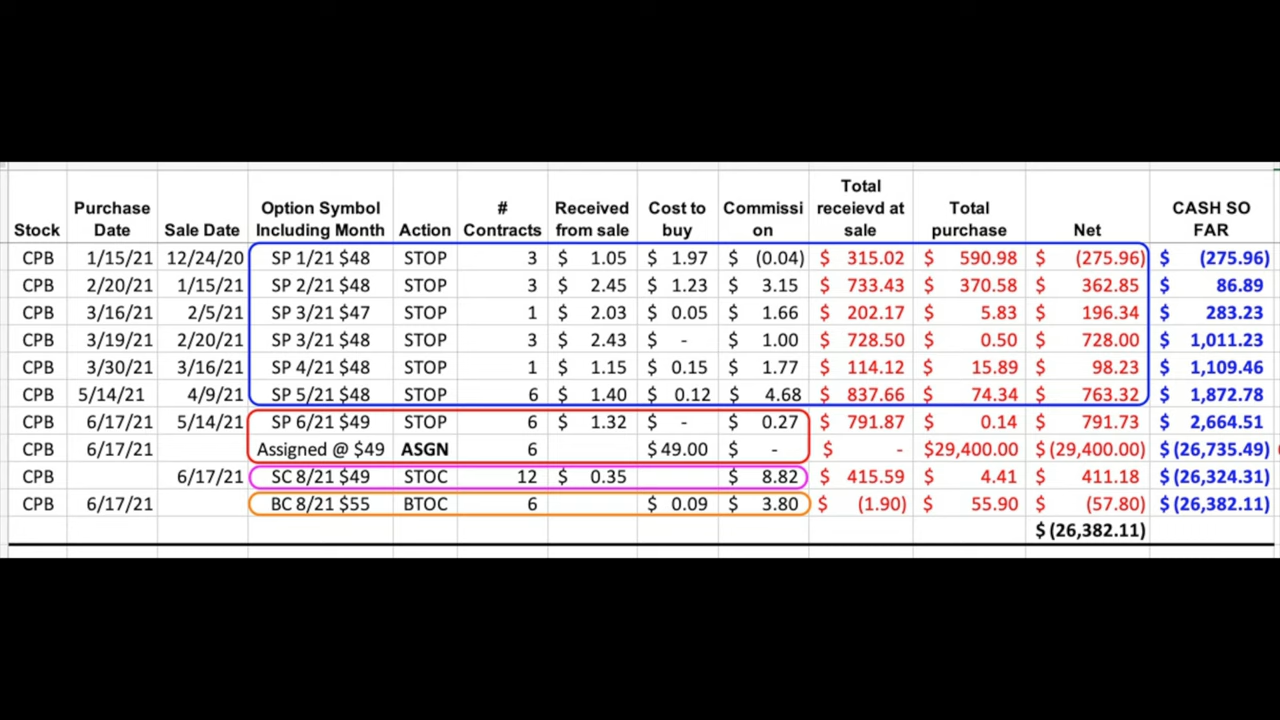 Stock Purchase Date Sale Date Option Symbol Including Month Action # Contracts Received from sale Cost to buy Commissi on Total receievd at sale Total purchase Net CASH SO FAR
CPB 1/15/21 12/24/20 SP 1/21 $48 STOP 3 $ 1.05 $ 1.97 $ (0.04) $ 315.02 $ 590.98 $ (275.96) $ (275.96)
CPB 2/20/21 1/15/21 SP 2/21 $48 STOP 3 $ 2.45 $ 1.23 $ 3.15 $ 733.43 $ 370.58 $ 362.85 $ 86.89
CPB 3/16/21 2/5/21 SP 3/21 $47 STOP 1 $ 2.03 $ 0.05 $ 1.66 $ 202.17 $ 5.83 $ 196.34 $ 283.23
CPB 3/19/21 2/20/21 SP 3/21 $48 STOP 3 $ 2.43 $ - $ 1.00 $ 728.50 $ 0.50 $ 728.00 $ 1,011.23
CPB 3/30/21 3/16/21 SP 4/21 $48 STOP 1 $ 1.15 $ 0.15 $ 1.77 $ 114.12 $ 15.89 $ 98.23 $ 1,109.46
CPB 5/14/21 4/9/21 SP 5/21 $48 STOP 6 $ 1.40 $ 0.12 $ 4.68 $ 837.66 $ 74.34 $ 763.32 $ 1,872.78
CPB 6/17/21 5/14/21 SP 6/21 $49 STOP 6 $ 1.32 $ - $ 0.27 $ 791.87 $ 0.14 $ 791.73 $ 2,664.51
CPB 6/17/21 Assigned @ $49 ASGN 6 $49.00 $ - $ - $29,400.00 $(29,400.00) $(26,735.49)
CPB 6/17/21 SC 8/21 $49 STOC 12 $ 0.35 $ 8.82 $ 415.59 $ 4.41 $ 411.18 $(26,324.31)
CPB 6/17/21 BC 8/21 $55 BTOC 6 $ 0.09 $ 3.80 $ (1.90) $ 55.90 $ (57.80) $(26,382.11)
$(26,382.11)